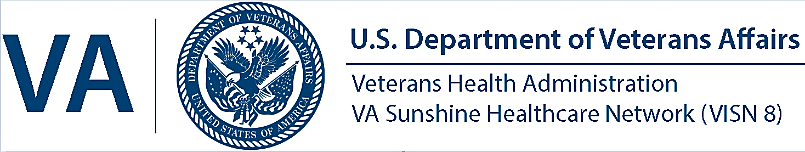 VA
DEPARTMENT OF VETERANS AFFAIRS
UNITED STATES OF AMERICA
U.S. Department of Veterans Affairs
Veterans Health Administration
VA Sunshine Healthcare Network (VISN 8)